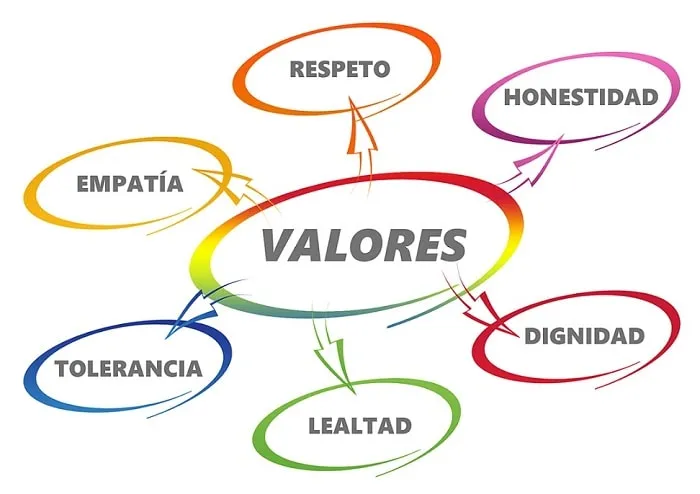 RESPETO
HONESTIDAD
EMPATÍA
VALORES
DIGNIDAD
TOLERANCIA
LEALTAD